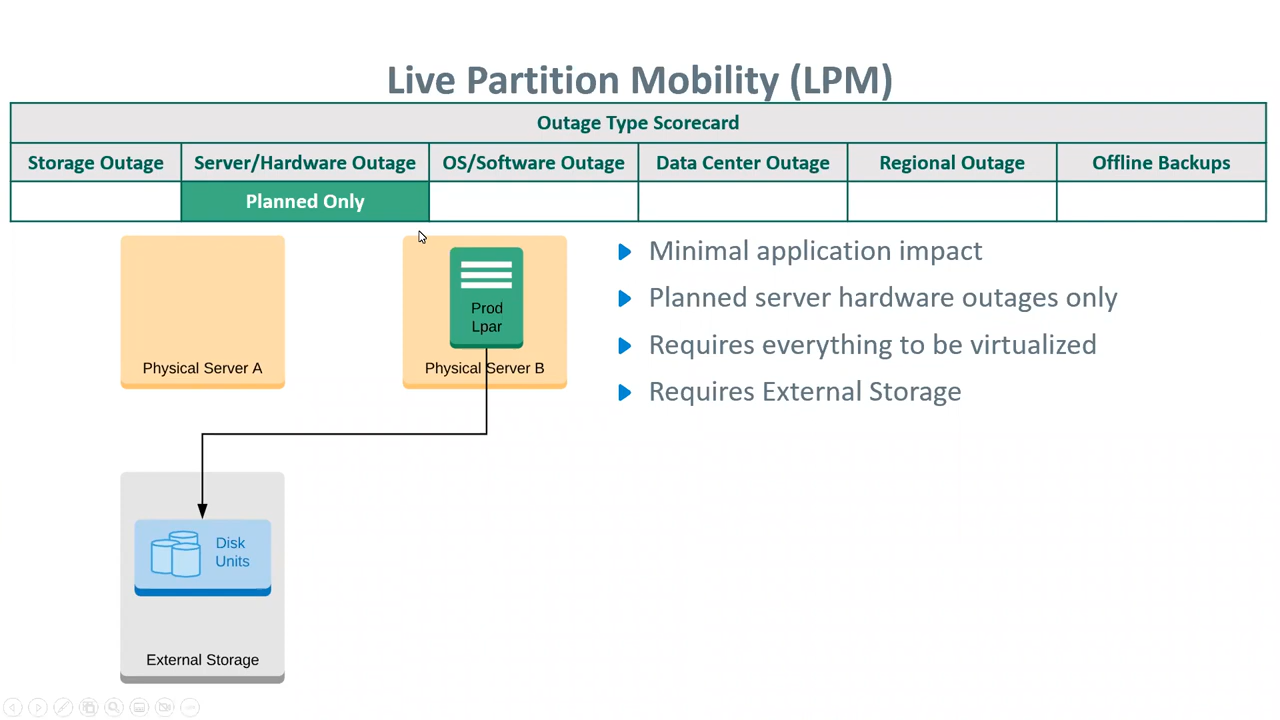 Live Partition Mobility (LPM)
Outage Type Scorecard
Storage Outage
Server/Hardware Outage
OS/Software Outage
Data Center Outage
Regional Outage
Offline Backups
Planned Only
Prod
Lpar
Physical Server A
Physical Server B
Minimal application impact
Planned server hardware outages only
Requires everything to be virtualized
Requires External Storage
Disk
Units
External Storage